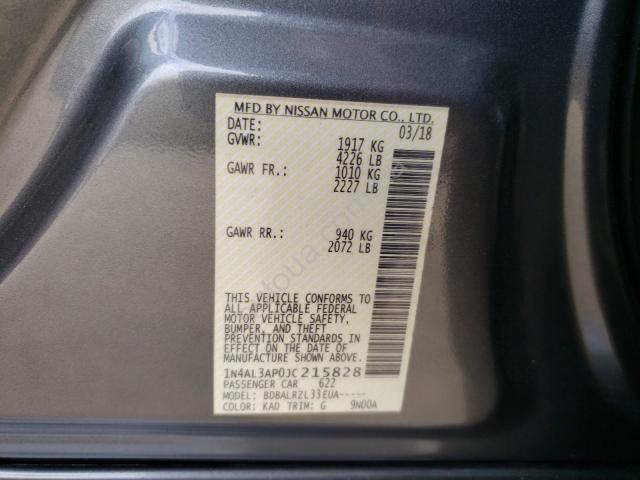 MFD BY NISSAN MOTOR CO., LTD.
DATE: 03/18
GVWR: 1917 KG
4226 LB
GAWR FR.: 1010 KG
2227 LB
GAWR RR.: 940 KG
2072 LB
THIS VEHICLE CONFORMS TO
ALL APPLICABLE FEDERAL
MOTOR VEHICLE SAFETY,
BUMPER, AND THEFT
PREVENTION STANDARDS IN
EFFECT ON THE DATE OF
MANUFACTURE SHOWN ABOVE.
1N4AL3AP0JC215828
PASSENGER CAR 622
MODEL: BDBALRZL33EUA-----
COLOR: KAD TRIM: G 9N00A